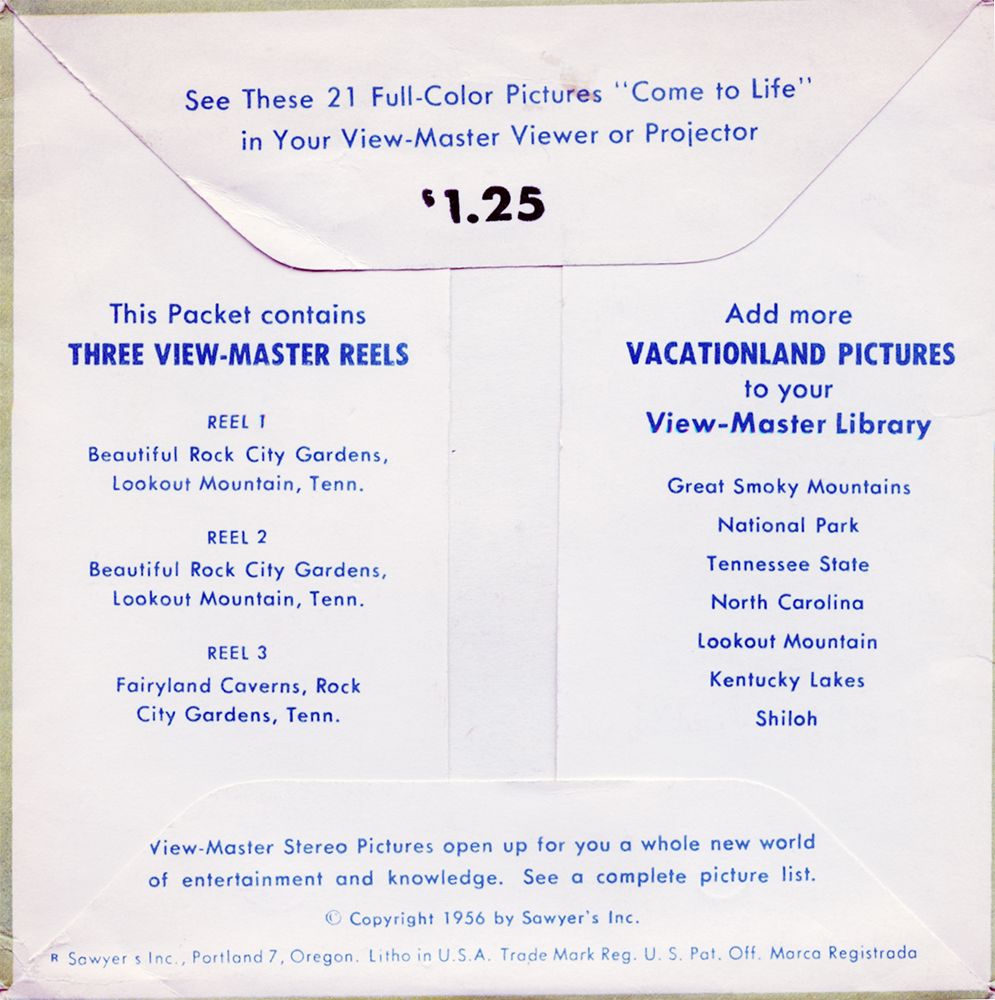 See These 21 Full-Color Pictures "Come to Life"
in Your View-Master Viewer or Projector
$1.25
This Packet contains
THREE VIEW-MASTER REELS
REEL 1
Beautiful Rock City Gardens,
Lookout Mountain, Tenn.
REEL 2
Beautiful Rock City Gardens,
Lookout Mountain, Tenn.
REEL 3
Fairyland Caverns, Rock
City Gardens, Tenn.
Add more
VACATIONLAND PICTURES
to your
View-Master Library
Great Smoky Mountains
National Park
Tennessee State
North Carolina
Lookout Mountain
Kentucky Lakes
Shiloh
View-Master Stereo Pictures open up for you a whole new world
of entertainment and knowledge. See a complete picture list.
© Copyright 1956 by Sawyer's Inc.
R Sawyer s Inc., Portland 7, Oregon. Litho in U.S.A. Trade Mark Reg. U. S. Pat. Off. Marca Registrada